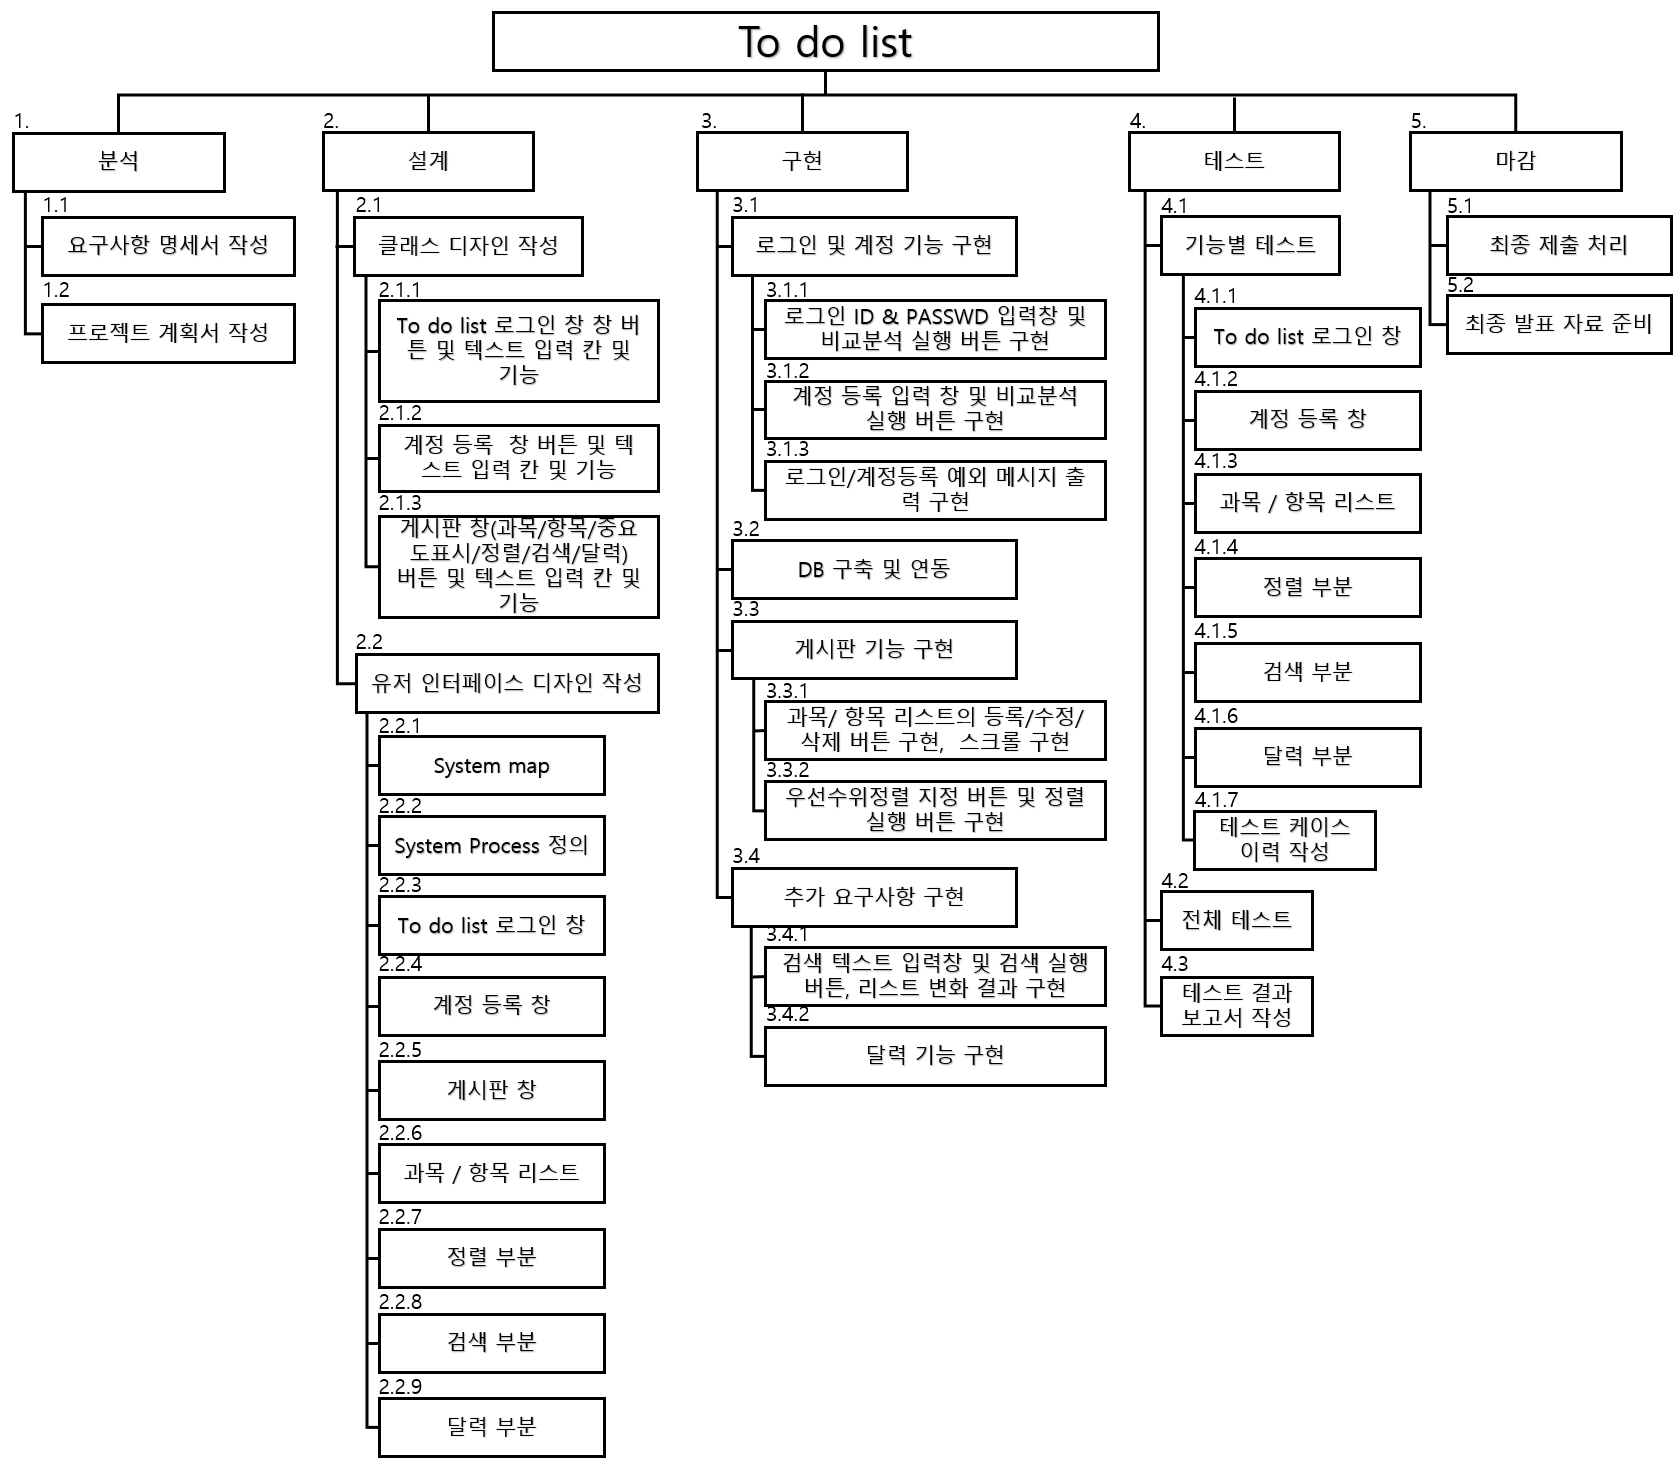 To do list
1.
분석
1.1
요구사항 명세서 작성
1.2
프로젝트 계획서 작성
2.
설계
2.1
클래스 디자인 작성
2.1.1
To do list 로그인 창 창 버
튼 및 텍스트 입력 칸 및
기능
2.1.2
계정 등록  창 버튼 및 텍
스트 입력 칸 및 기능
2.1.3
게시판 창(과목/항목/중요
도표시/정렬/검색/달력)
버튼 및 텍스트 입력 칸 및
기능
2.2
유저 인터페이스 디자인 작성
2.2.1
System map
2.2.2
System Process 정의
2.2.3
To do list 로그인 창
2.2.4
계정 등록 창
2.2.5
게시판 창
2.2.6
과목 / 항목 리스트
2.2.7
정렬 부분
2.2.8
검색 부분
2.2.9
달력 부분
3.
구현
3.1
로그인 및 계정 기능 구현
3.1.1
로그인 ID & PASSWD 입력창 및
비교분석 실행 버튼 구현
3.1.2
계정 등록 입력 창 및 비교분석
실행 버튼 구현
3.1.3
로그인/계정등록 예외 메시지 출
력 구현
3.2
DB 구축 및 연동
3.3
게시판 기능 구현
3.3.1
과목/ 항목 리스트의 등록/수정/
삭제 버튼 구현,  스크롤 구현
3.3.2
우선수위정렬 지정 버튼 및 정렬
실행 버튼 구현
3.4
추가 요구사항 구현
3.4.1
검색 텍스트 입력창 및 검색 실행
버튼, 리스트 변화 결과 구현
3.4.2
달력 기능 구현
4.
테스트
4.1
기능별 테스트
4.1.1
To do list 로그인 창
4.1.2
계정 등록 창
4.1.3
과목 / 항목 리스트
4.1.4
정렬 부분
4.1.5
검색 부분
4.1.6
달력 부분
4.1.7
테스트 케이스
이력 작성
4.2
전체 테스트
4.3
테스트 결과
보고서 작성
5.
마감
5.1
최종 제출 처리
5.2
최종 발표 자료 준비